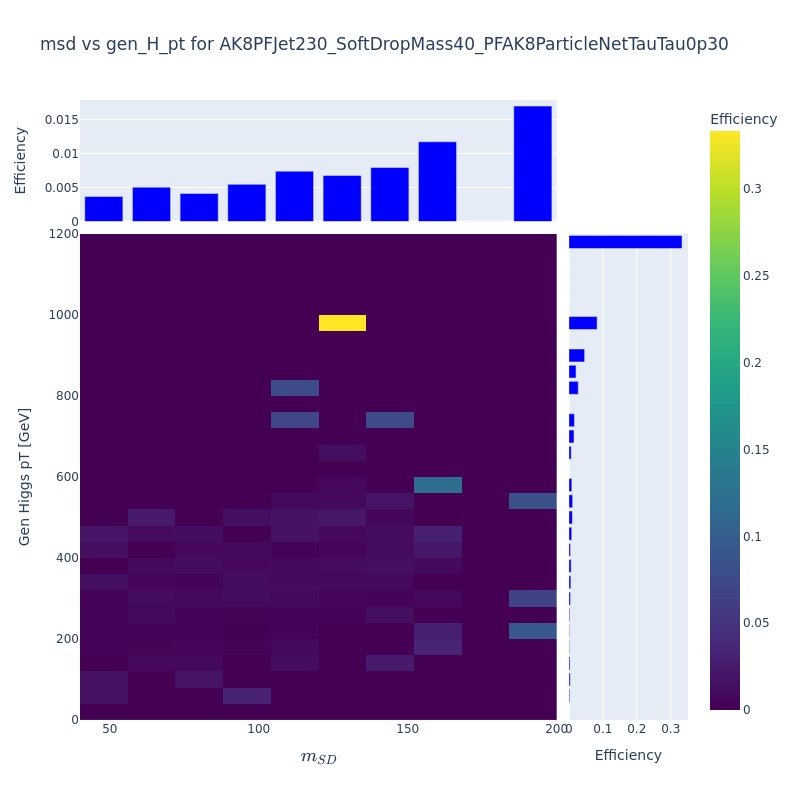 msd vs gen_H_pt for AK8PFJet230_SoftDropMass40_PFAK8ParticleNetTauTau0p30
Efficiency
0.015
0.01
0.005
0
Efficiency
0.3
0.25
0.2
0.15
0.1
0.05
0
Gen Higgs pT [GeV]
1200
1000
800
600
400
200
0
50 100 150 200
m_SD
0 0.1 0.2 0.3
Efficiency